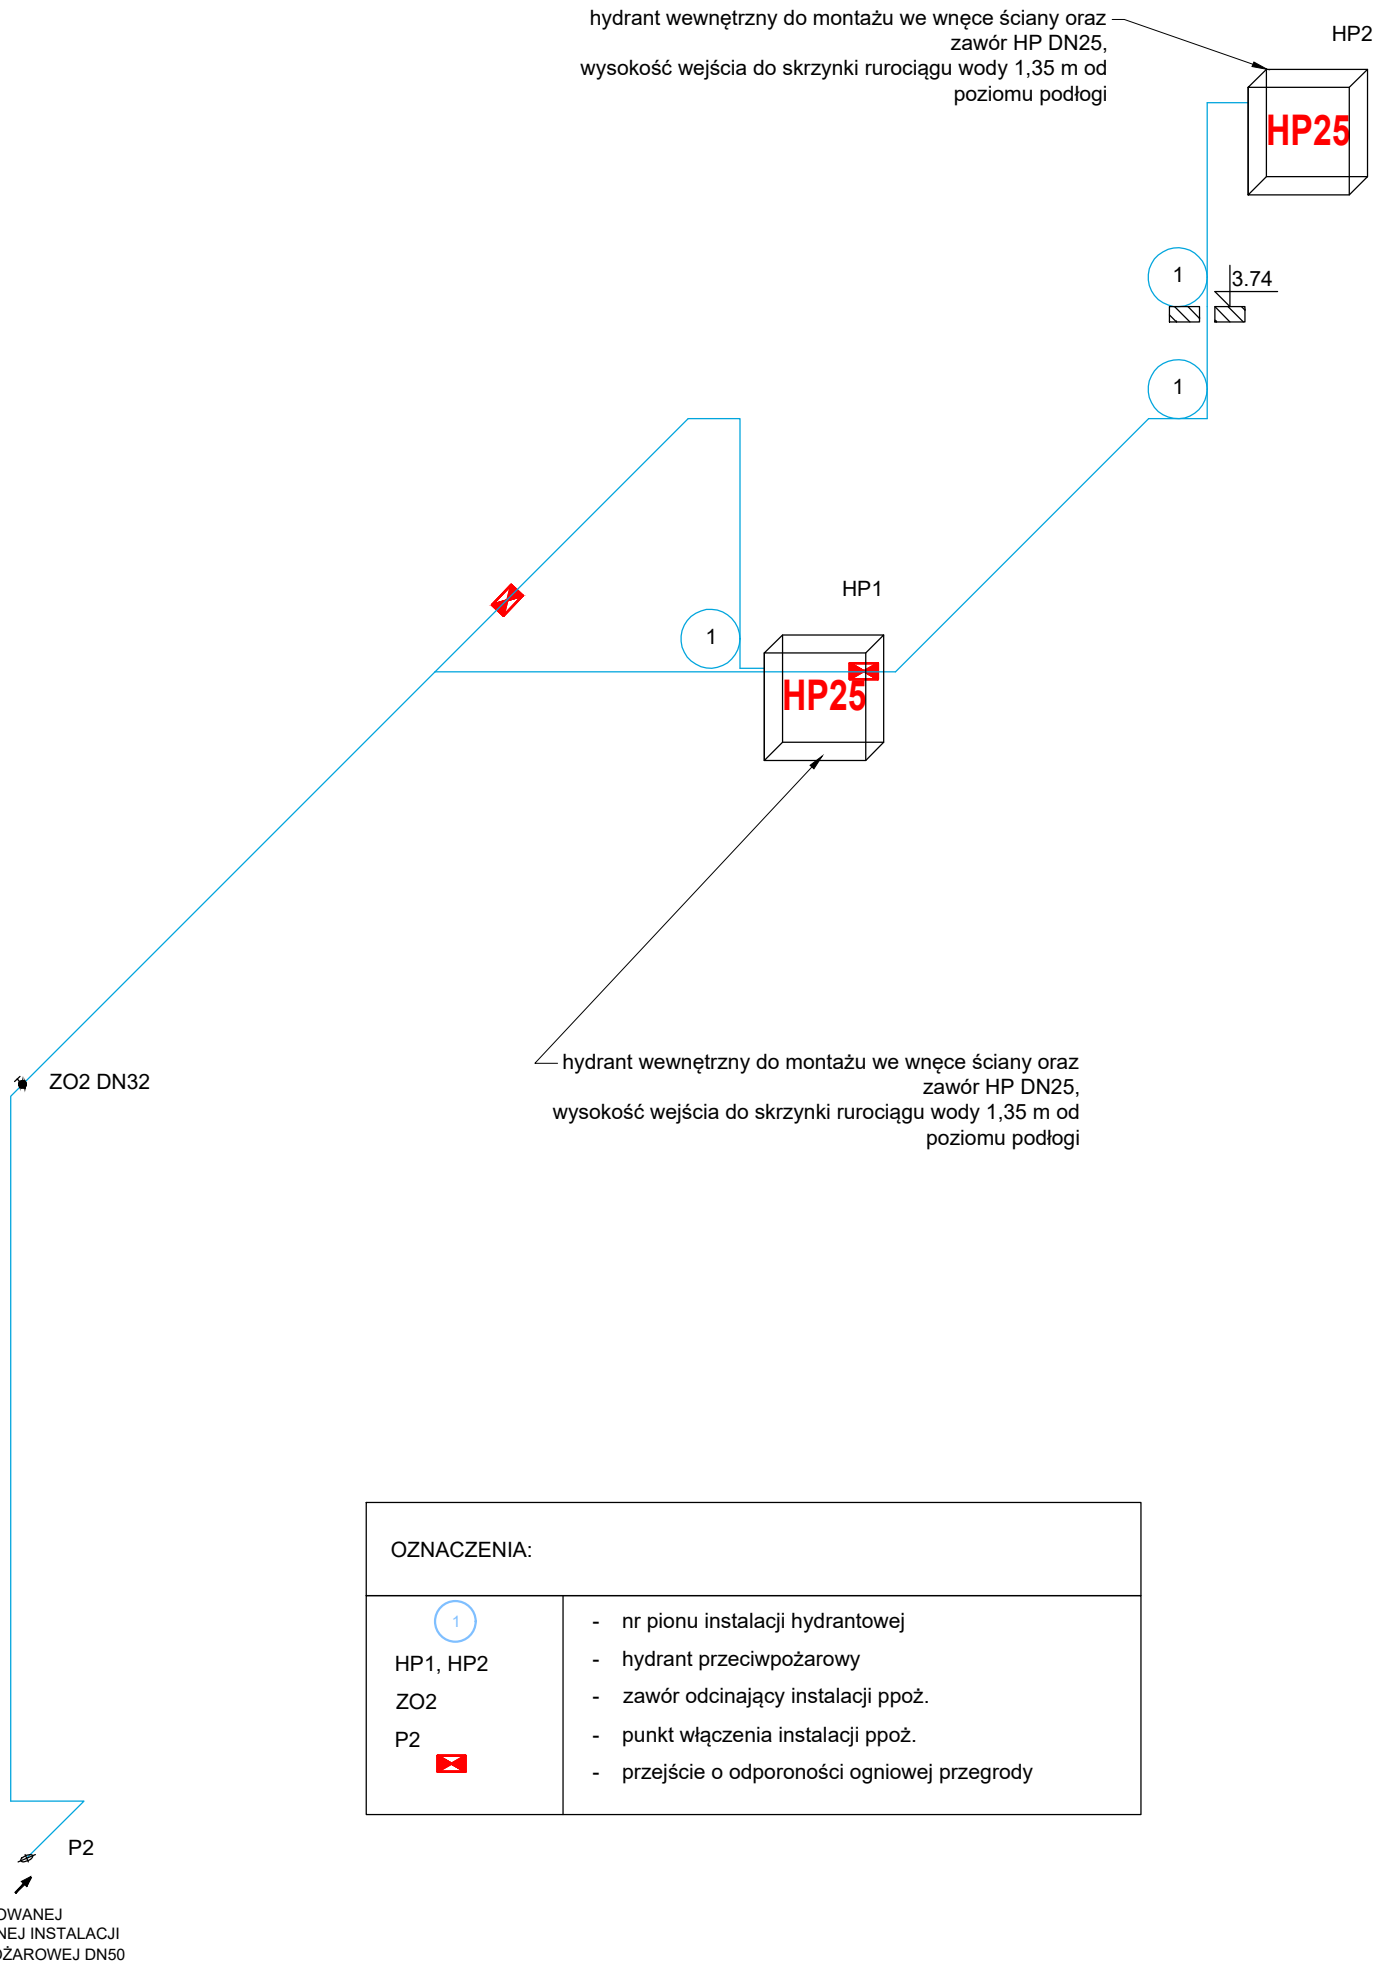 hydrant wewnętrzny do montażu we wnęce ściany oraz
zawór HP DN25,
wysokość wejścia do skrzynki rurociągu wody 1,35 m od
poziomu podłogi
HP2
HP25
1
3.74
1
HP1
1
HP25
hydrant wewnętrzny do montażu we wnęce ściany oraz
zawór HP DN25,
wysokość wejścia do skrzynki rurociągu wody 1,35 m od
poziomu podłogi
ZO2 DN32
OZNACZENIA:
1 - nr pionu instalacji hydrantowej
HP1, HP2 - hydrant przeciwpożarowy
ZO2 - zawór odcinający instalacji ppoż.
P2 - punkt włączenia instalacji ppoż.
- przejście o odporoności ogniowej przegrody
P2
OWANEJ
NEJ INSTALACJI
OŻAROWEJ DN50